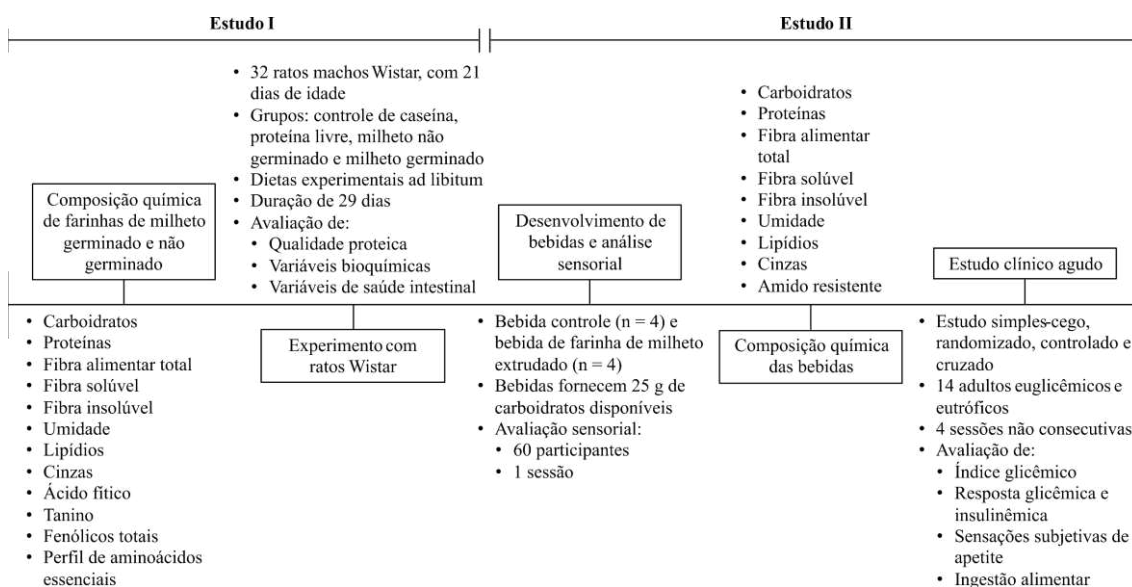 Estudo I
Estudo II
• 32 ratos machos Wistar, com 21
dias de idade
• Grupos: controle de caseína,
proteína livre, milheto não
germinado e milheto germinado
• Dietas experimentais ad libitum
• Duração de 29 dias
• Avaliação de:
• Qualidade proteica
• Variáveis bioquímicas
• Variáveis de saúde intestinal
• Carboidratos
• Proteínas
• Fibra alimentar
total
• Fibra solúvel
• Fibra insolúvel
• Umidade
• Lipídios
• Cinzas
• Amido resistente
Composição química
de farinhas de milheto
germinado e não
germinado
Desenvolvimento de
bebidas e análise
sensorial
Estudo clínico agudo
• Carboidratos
• Proteínas
• Fibra alimentar total
• Fibra solúvel
• Fibra insolúvel
• Umidade
• Lipídios
• Cinzas
• Ácido fítico
• Tanino
• Fenólicos totais
• Perfil de aminoácidos
essenciais
Experimento com
ratos Wistar
• Bebida controle (n = 4) e
bebida de farinha de milheto
extrudado (n = 4)
• Bebidas fornecem 25 g de
carboidratos disponíveis
• Avaliação sensorial:
• 60 participantes
• 1 sessão
Composição química
das bebidas
• Estudo simples-cego,
randomizado, controlado e
cruzado
• 14 adultos euglicêmicos e
eutróficos
• 4 sessões não consecutivas
• Avaliação de:
• Índice glicêmico
• Resposta glicêmica e
insulinêmica
• Sensações subjetivas de
apetite
• Ingestão alimentar